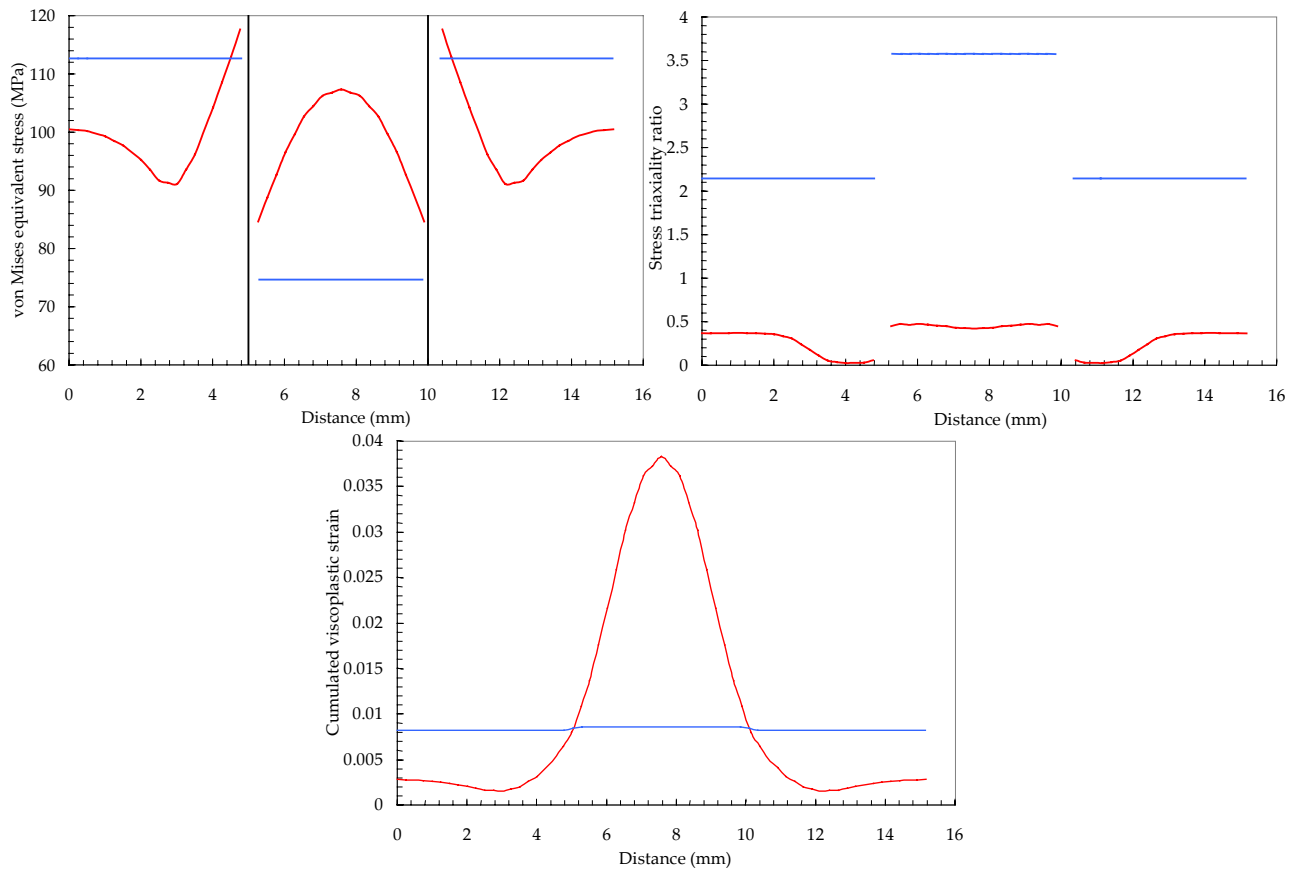 120
110
100
90
80
70
60
von Mises equivalent stress (MPa)
0 2 4 6 8 10 12 14 16
Distance (mm)
4
3.5
3
2.5
2
1.5
1
0.5
0
Stress triaxiality ratio
0 2 4 6 8 10 12 14 16
Distance (mm)
0.04
0.035
0.03
0.025
0.02
0.015
0.01
0.005
0
Cumulated viscoplastic strain
0 2 4 6 8 10 12 14 16
Distance (mm)